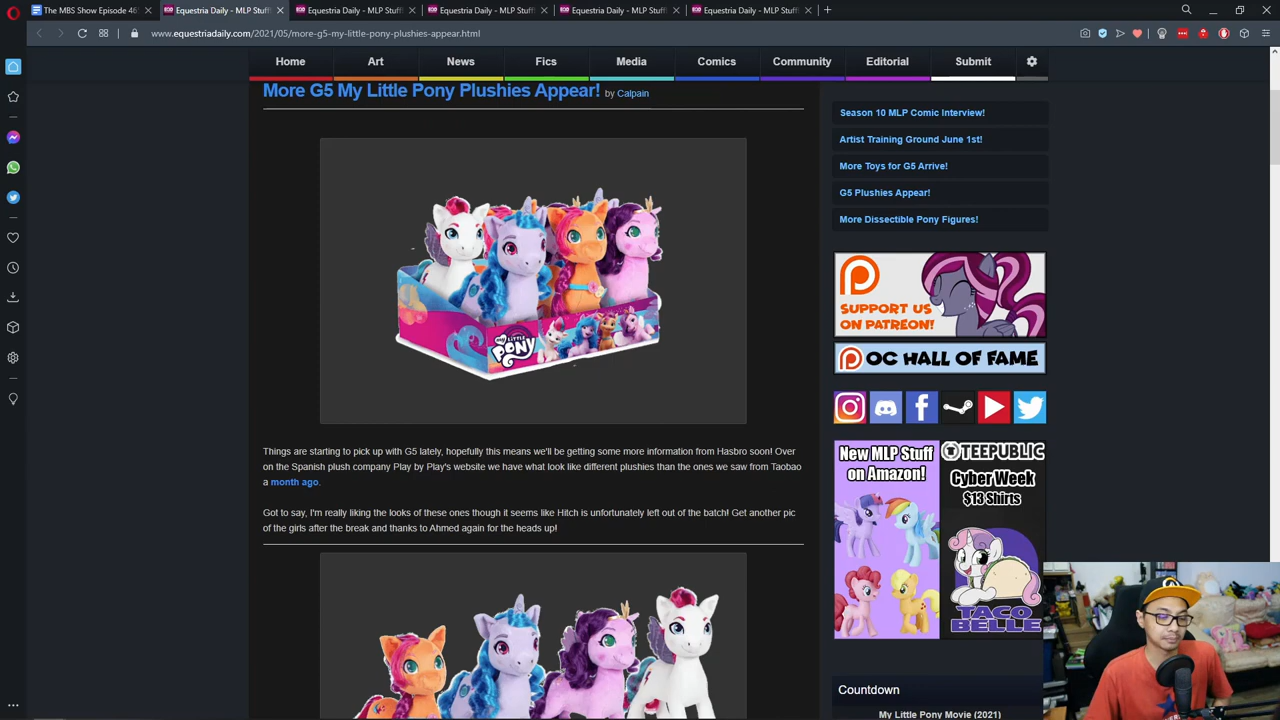 The MBS Show Episode 46
Equestria Daily - MLP Stuff!
Equestria Daily - MLP Stuff!
Equestria Daily - MLP Stuff!
Equestria Daily - MLP Stuff!
Equestria Daily - MLP Stuff!
www.equestriadaily.com/2021/05/more-g5-my-little-pony-plushies-appear.html
Home Art News Fics Media Comics Community Editorial Submit
More G5 My Little Pony Plushies Appear! by Calpain
MY LITTLE PONY
Things are starting to pick up with G5 lately, hopefully this means we'll be getting some more information from Hasbro soon! Over
on the Spanish plush company Play by Play's website we have what look like different plushies than the ones we saw from Taobao
a month ago.
Got to say, I'm really liking the looks of these ones though it seems like Hitch is unfortunately left out of the batch! Get another pic
of the girls after the break and thanks to Ahmed again for the heads up!
Season 10 MLP Comic Interview!
Artist Training Ground June 1st!
More Toys for G5 Arrive!
G5 Plushies Appear!
More Dissectible Pony Figures!
SUPPORT US
ON PATREON!
OC HALL OF FAME
New MLP Stuff
on Amazon!
TEEPUBLIC
Cyber Week
$13 Shirts
TACO
BELLE
Countdown
My Little Pony Movie (2021)